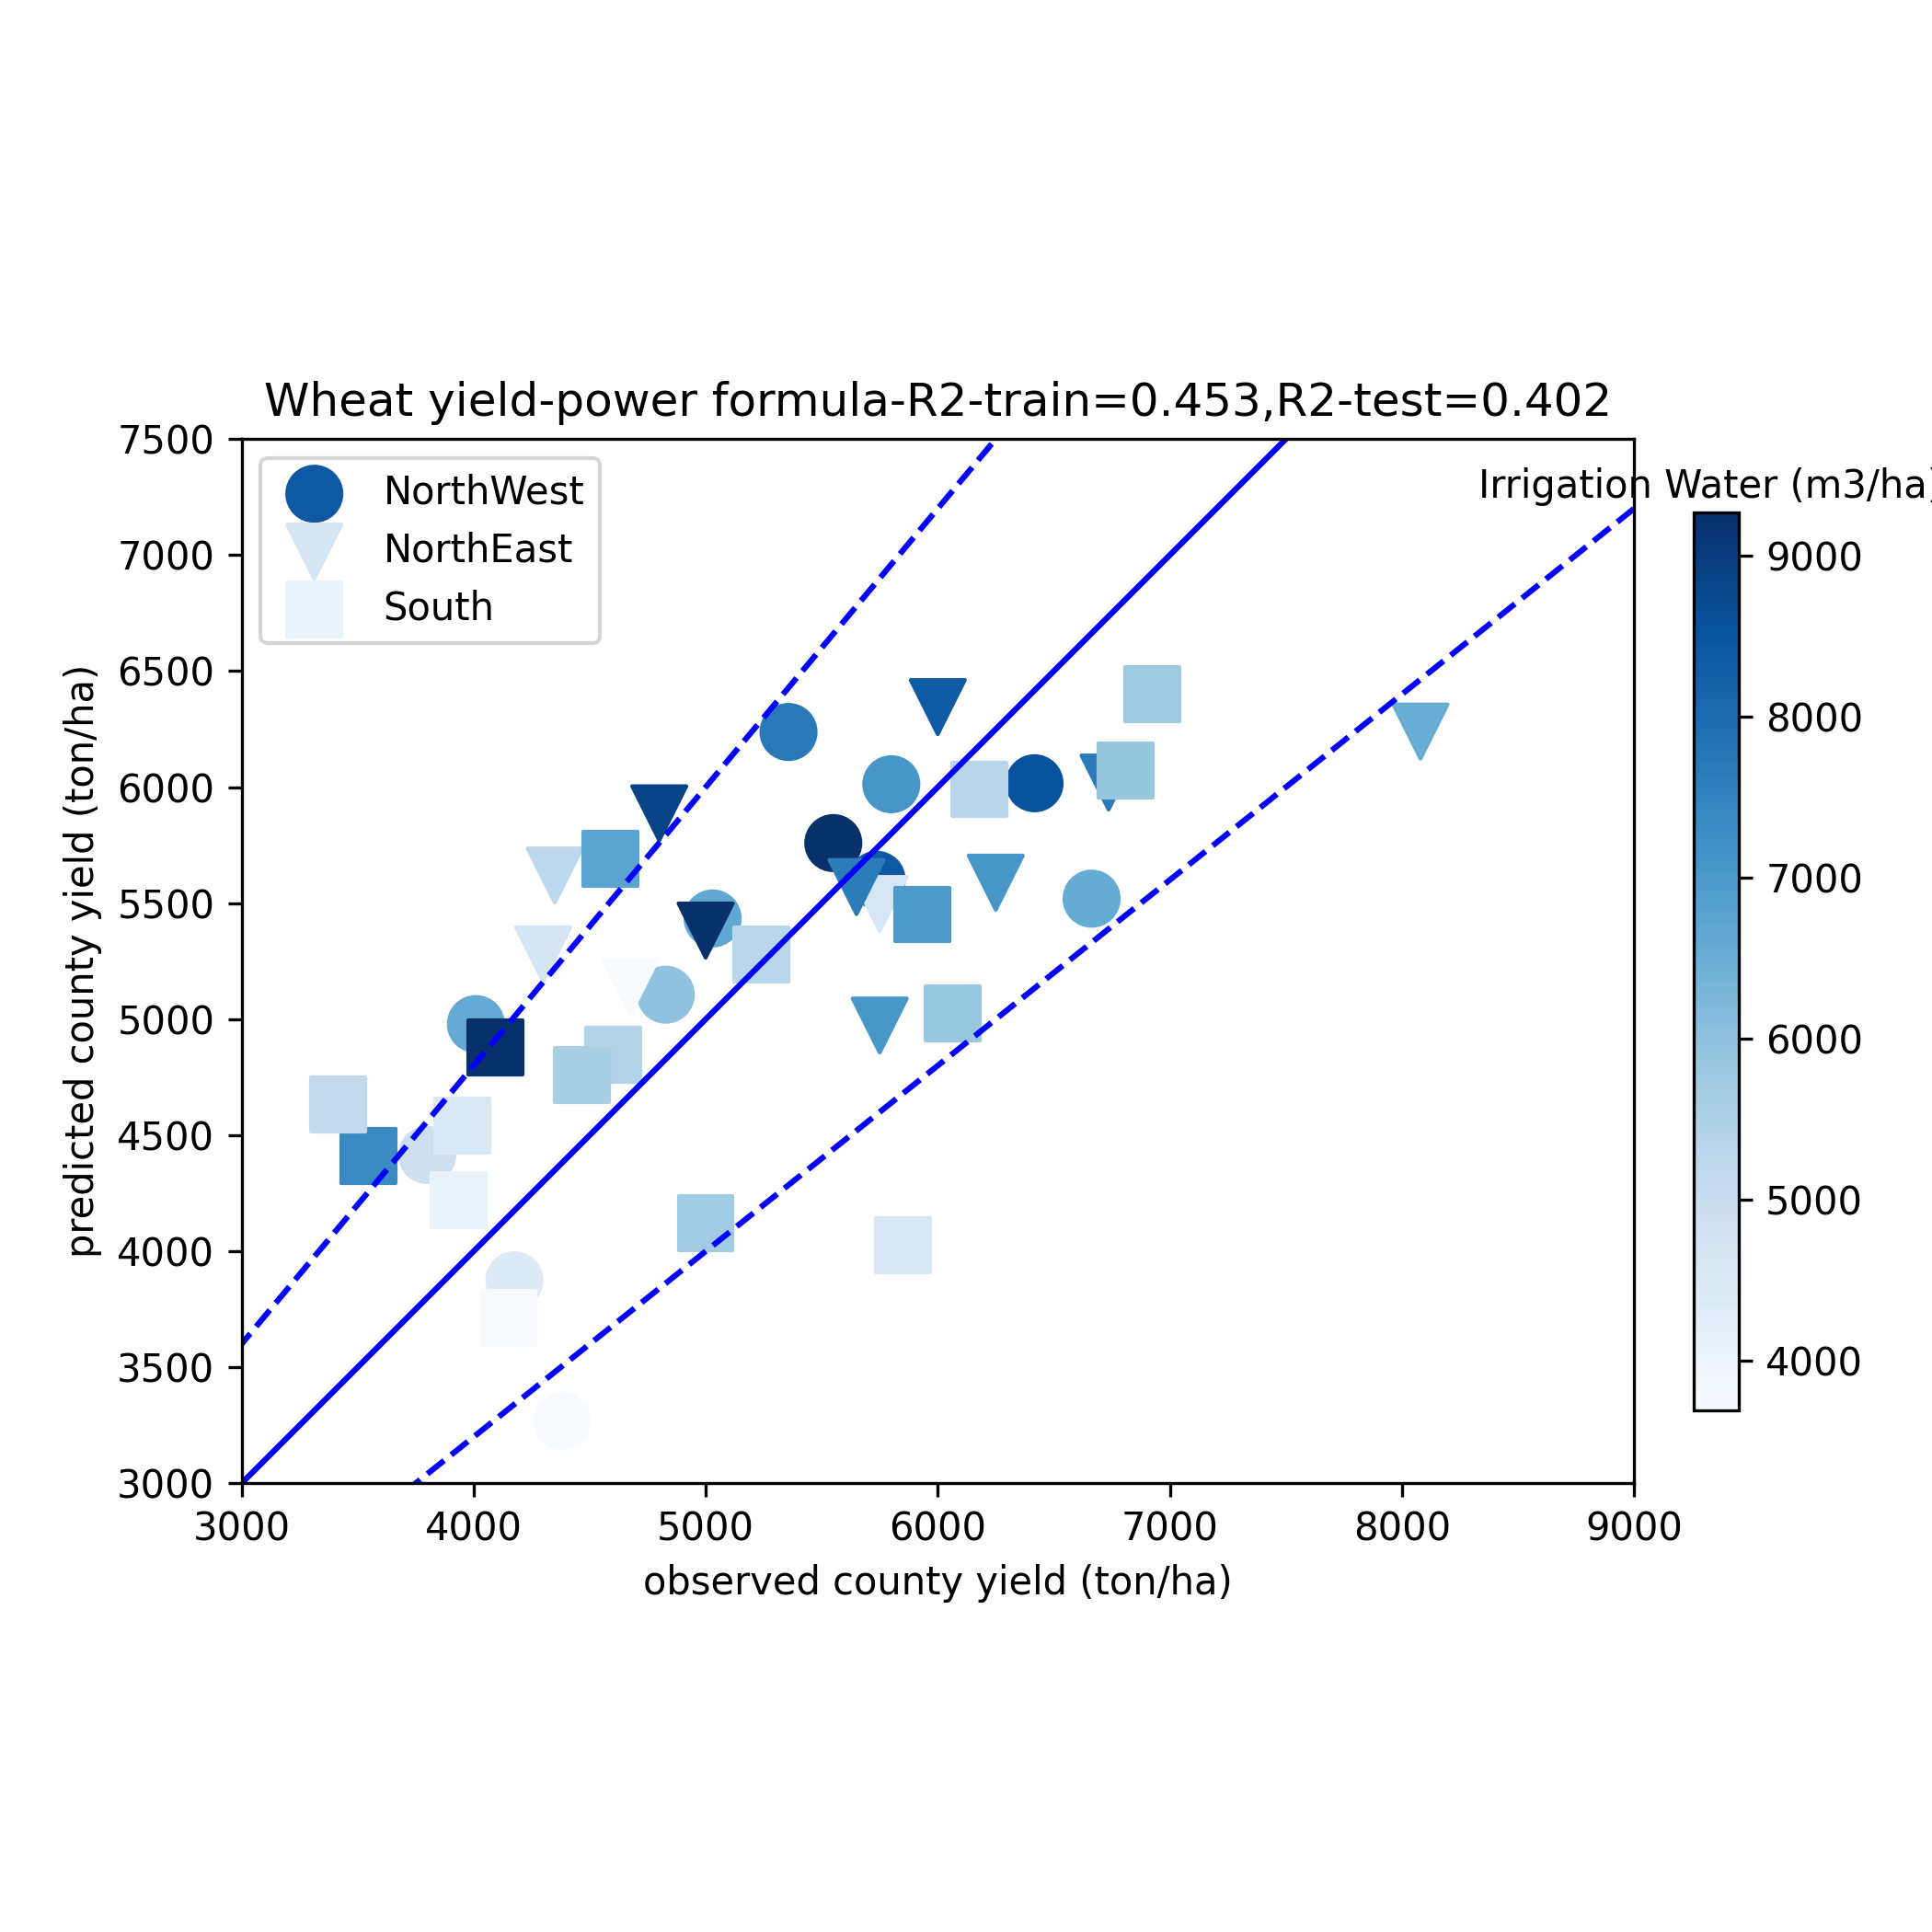 Wheat yield-power formula-R2-train=0.453,R2-test=0.402
7500
7000
6500
6000
5500
5000
4500
4000
3500
3000
predicted county yield (ton/ha)
NorthWest
NorthEast
South
3000 4000 5000 6000 7000 8000 9000
observed county yield (ton/ha)
Irrigation Water (m3/ha)
9000
8000
7000
6000
5000
4000